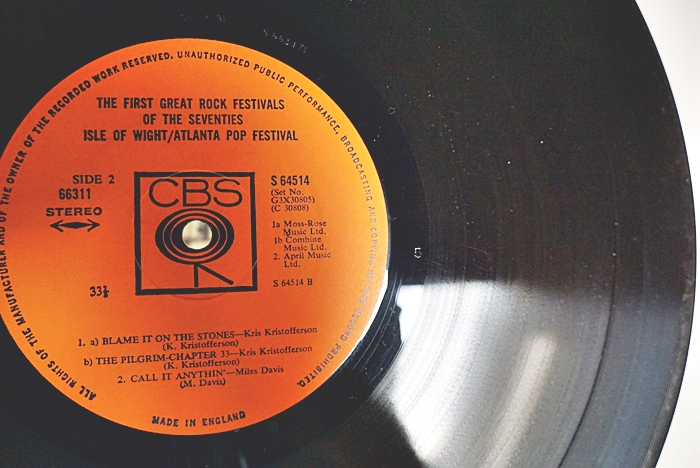 ALL RIGHTS OF THE MANUFACTURER AND OF THE OWNER OF THE RECORDED WORK RESERVED. UNAUTHORIZED PUBLIC PERFORMANCE, BROADCASTING AND COPYING OF THIS RECORD PROHIBITED.
THE FIRST GREAT ROCK FESTIVALS
OF THE SEVENTIES
ISLE OF WIGHT/ATLANTA POP FESTIVAL
SIDE 2
66311
STEREO
33⅓
CBS
S 64514
(Set No.
G3X30805)
(C 30808)
1a Moss-Rose
Music Ltd.
1b Combine
Music Ltd.
2. April Music
Ltd.
S 64514 B
1. a) BLAME IT ON THE STONES—Kris Kristofferson
(K. Kristofferson)
b) THE PILGRIM-CHAPTER 33—Kris Kristofferson
(K. Kristofferson)
2. CALL IT ANYTHIN'—Miles Davis
(M. Davis)
MADE IN ENGLAND